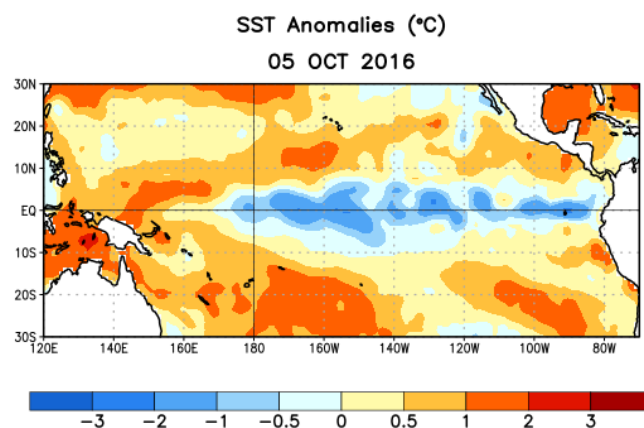 SST Anomalies (°C)
05 OCT 2016
30N
20N
10N
EQ
10S
20S
30S
120E 140E 160E 180 160W 140W 120W 100W 80W
-3 -2 -1 -0.5 0 0.5 1 2 3